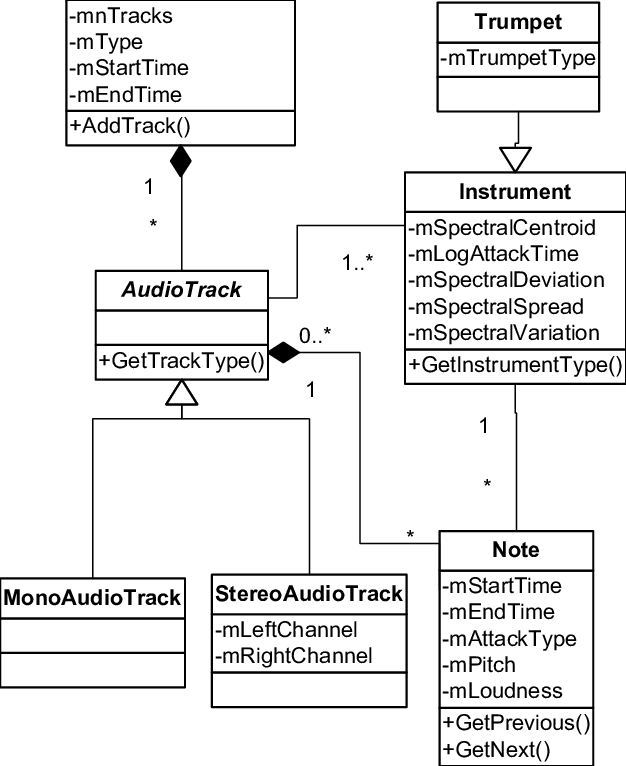 -mnTracks
-mType
-mStartTime
-mEndTime
+AddTrack()
Trumpet
-mTrumpetType
1
*
Instrument
-mSpectralCentroid
-mLogAttackTime
-mSpectralDeviation
-mSpectralSpread
-mSpectralVariation
+GetInstrumentType()
1..*
AudioTrack
+GetTrackType()
0..*
1
1
*
*
MonoAudioTrack
StereoAudioTrack
-mLeftChannel
-mRightChannel
Note
-mStartTime
-mEndTime
-mAttackType
-mPitch
-mLoudness
+GetPrevious()
+GetNext()